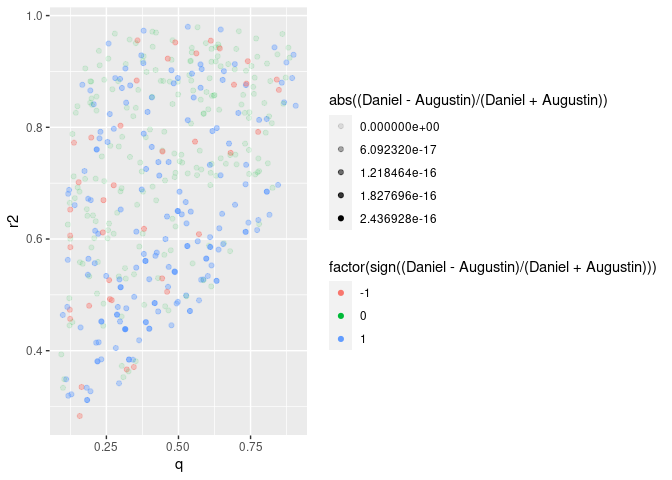 1.0
0.8
0.6
0.4
r2
0.25
0.50
0.75
q
abs((Daniel - Augustin)/(Daniel + Augustin))
0.000000e+00
6.092320e-17
1.218464e-16
1.827696e-16
2.436928e-16
factor(sign((Daniel - Augustin)/(Daniel + Augustin)))
-1
0
1